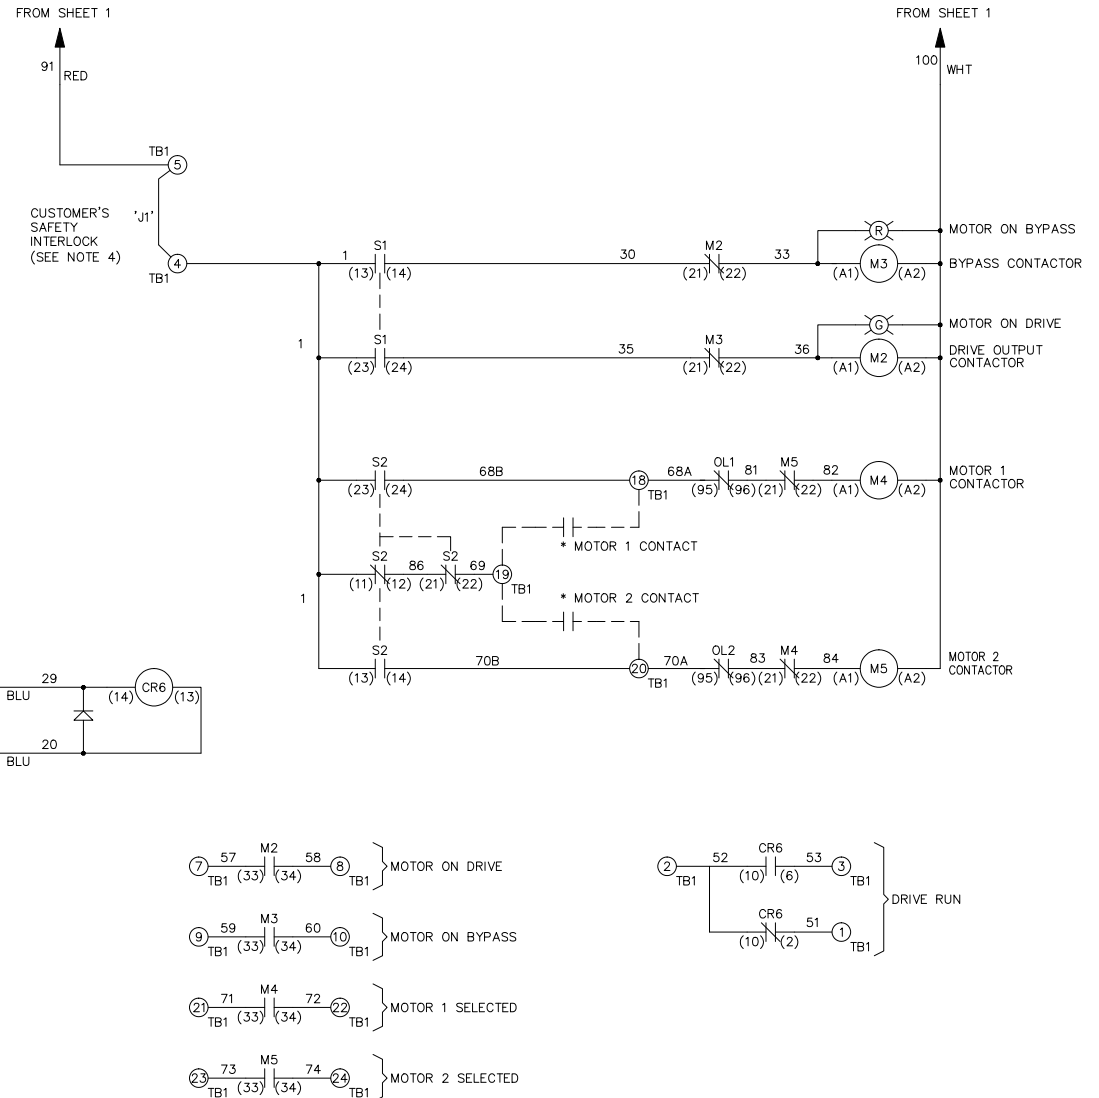 FROM SHEET 1
FROM SHEET 1
91
RED
100
WHT
TB1
5
CUSTOMER'S
SAFETY
INTERLOCK
(SEE NOTE 4)
'J1'
4
TB1
1
S1
(13) (14)
30
M2
(21) (22)
33
R
MOTOR ON BYPASS
(A1) M3 (A2)
BYPASS CONTACTOR
1
S1
(23) (24)
35
M3
(21) (22)
36
G
MOTOR ON DRIVE
(A1) M2 (A2)
DRIVE OUTPUT
CONTACTOR
S2
(23) (24)
68B
18
TB1
68A
OL1
(95) (96)
81
M5
(21) (22)
82
(A1) M4 (A2)
MOTOR 1
CONTACTOR
* MOTOR 1 CONTACT
1
S2
(11) (12)
86
S2
(21) (22)
69
19
TB1
* MOTOR 2 CONTACT
S2
(13) (14)
70B
20
TB1
70A
OL2
(95) (96)
83
M4
(21) (22)
84
(A1) M5 (A2)
MOTOR 2
CONTACTOR
29
BLU
(14) CR6 (13)
20
BLU
7
TB1
57
M2
(33) (34)
58
8
TB1
MOTOR ON DRIVE
9
TB1
59
M3
(33) (34)
60
10
TB1
MOTOR ON BYPASS
21
TB1
71
M4
(33) (34)
72
22
TB1
MOTOR 1 SELECTED
23
TB1
73
M5
(33) (34)
74
24
TB1
MOTOR 2 SELECTED
2
TB1
52
CR6
(10) (6)
53
3
TB1
CR6
(10) (2)
51
1
TB1
DRIVE RUN